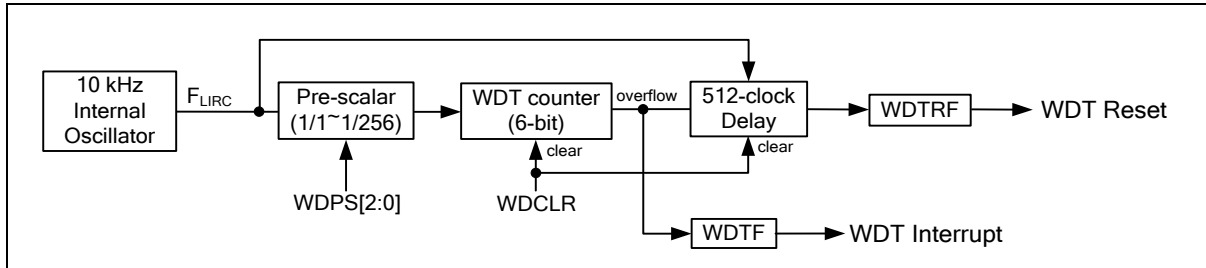 10 kHz
Internal
Oscillator
FLIRC
Pre-scalar
(1/1~1/256)
WDPS[2:0]
WDT counter
(6-bit)
clear
WDCLR
overflow
512-clock
Delay
clear
WDTRF
WDT Reset
WDTF
WDT Interrupt